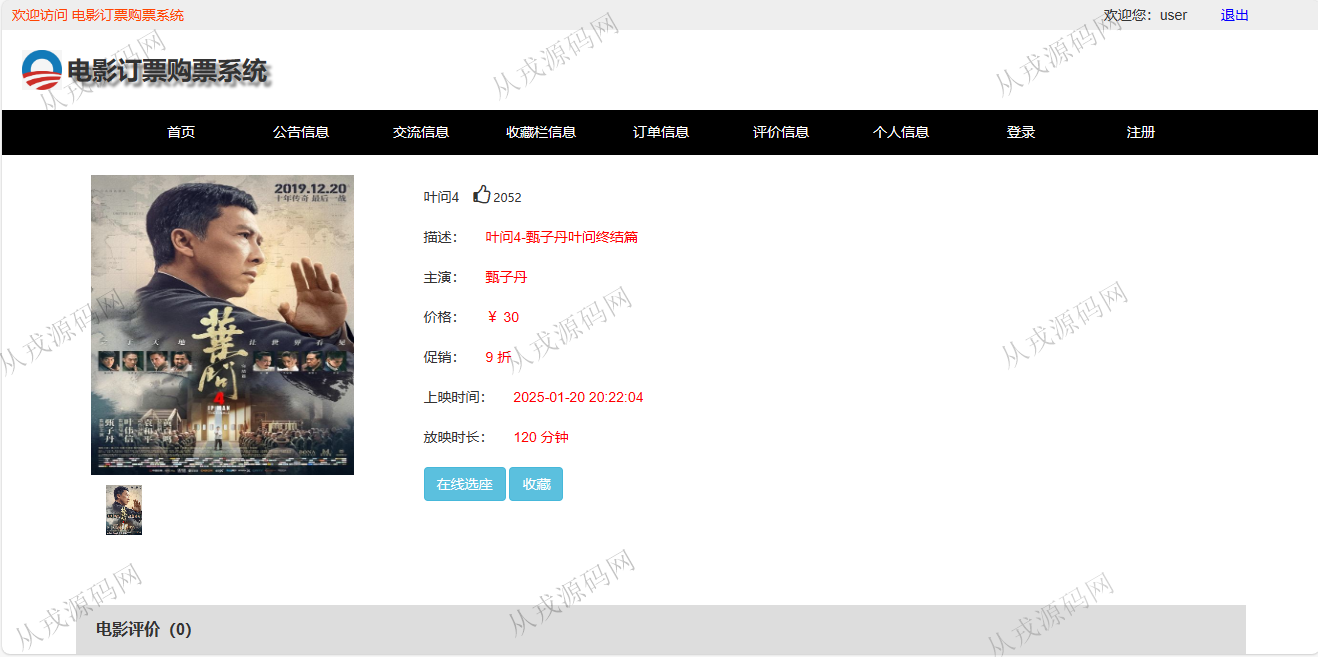 欢迎访问 电影订票购票系统
欢迎您：user 退出
电影订票购票系统
首页 公告信息 交流信息 收藏栏信息 订单信息 评价信息 个人信息 登录 注册
2019.12.20
十年传奇 最后一战
葉問
4
IP MAN
甄子丹
叶问4 2052
描述： 叶问4-甄子丹叶问终结篇
主演： 甄子丹
价格： ￥ 30
促销： 9 折
上映时间： 2025-01-20 20:22:04
放映时长： 120 分钟
在线选座 收藏
电影评价（0）
从戎源码网
从戎源码网
从戎源码网
从戎源码网
从戎源码网
从戎源码网
从戎源码网
从戎源码网
从戎源码网